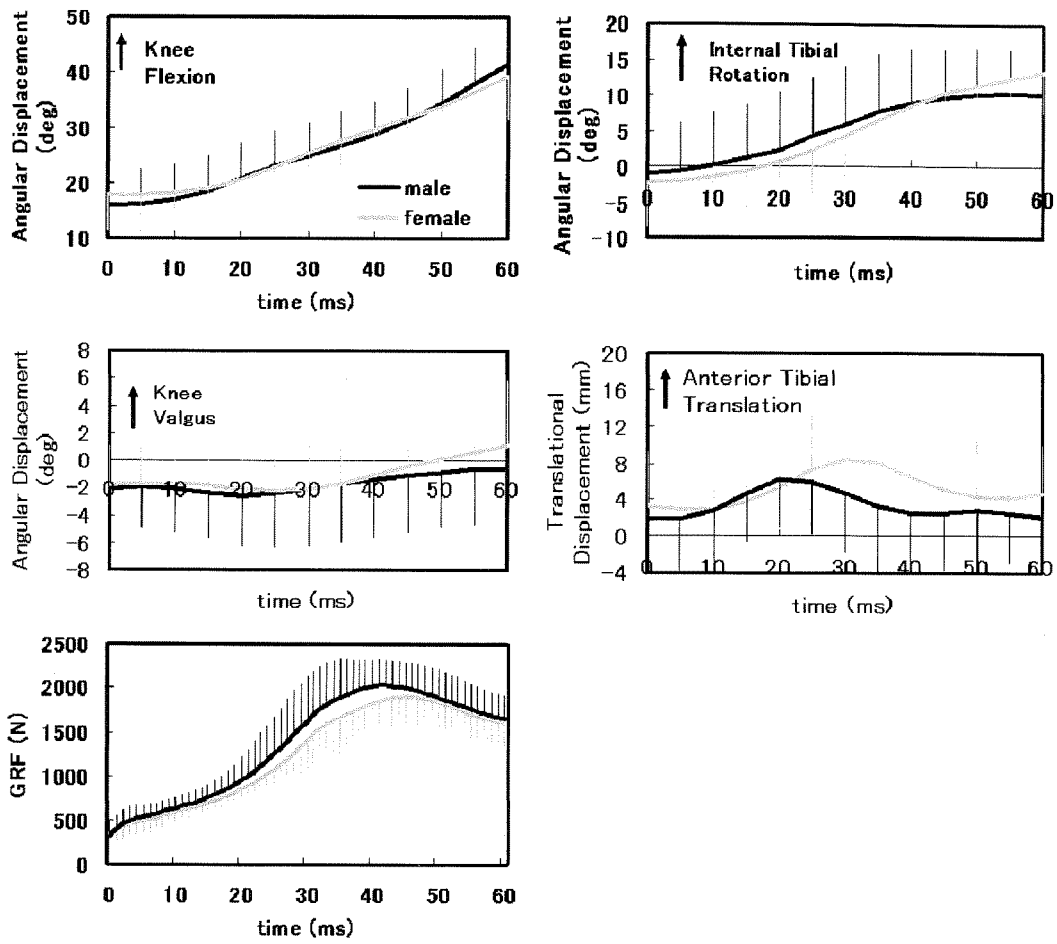 50
40
30
20
10
Angular Displacement
(deg)
Knee
Flexion
male
female
0 10 20 30 40 50 60
time (ms)
20
15
10
5
0
-5
-10
Angular Displacement
(deg)
Internal Tibial
Rotation
0 10 20 30 40 50 60
time (ms)
8
6
4
2
0
-2
-4
-6
-8
Angular Displacement
(deg)
Knee
Valgus
0 10 20 30 40 50 60
time (ms)
20
16
12
8
4
0
-4
Translational
Displacement (mm)
Anterior Tibial
Translation
0 10 20 30 40 50 60
time (ms)
2500
2000
1500
1000
500
0
GRF (N)
0 10 20 30 40 50 60
time (ms)